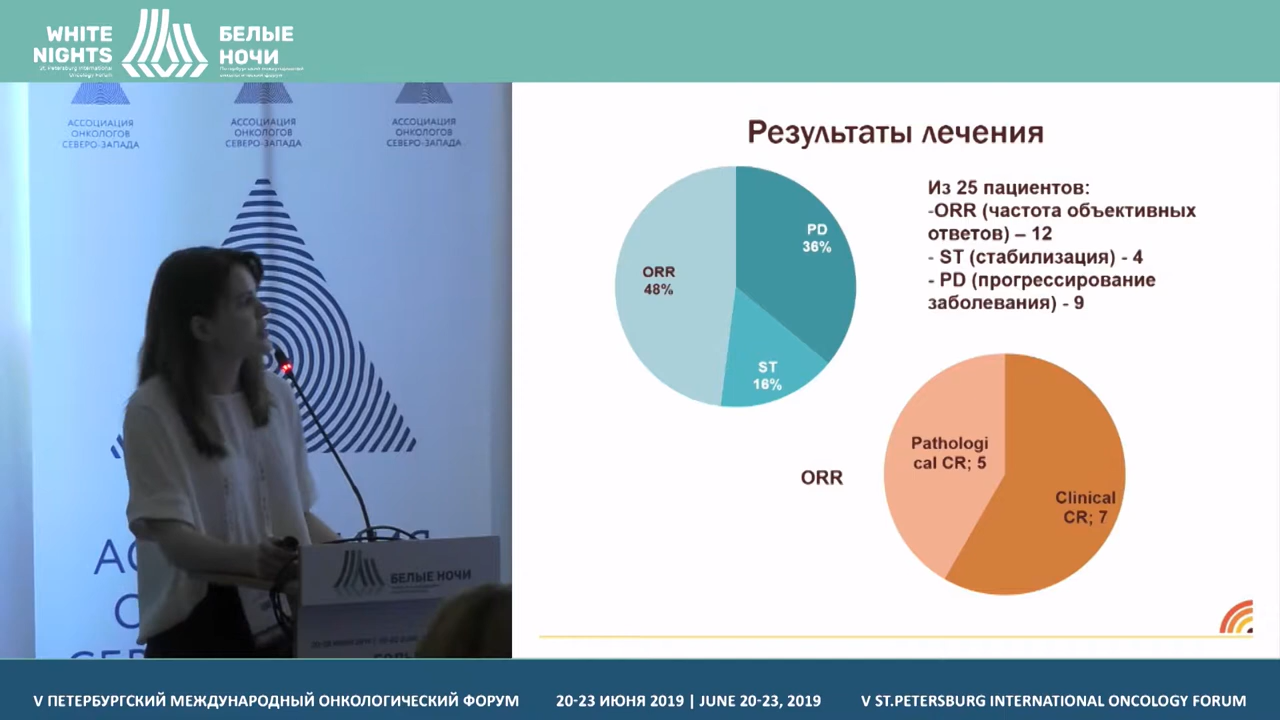 WHITE
NIGHTS
St. Petersburg International
Oncology Forum
БЕЛЫЕ
НОЧИ
Петербургский международный
онкологический форум
АССОЦИАЦИЯ
ОНКОЛОГОВ
СЕВЕРО-ЗАПАДА
АССОЦИАЦИЯ
ОНКОЛОГОВ
СЕВЕРО-ЗАПАДА
АССОЦИАЦИЯ
ОНКОЛОГОВ
СЕВЕРО-ЗАПАДА
БЕЛЫЕ НОЧИ
Результаты лечения
PD
36%
ORR
48%
ST
16%
Из 25 пациентов:
-ORR (частота объективных
ответов) – 12
- ST (стабилизация) - 4
- PD (прогрессирование
заболевания) - 9
ORR
Pathologi
cal CR; 5
Clinical
CR; 7
V ПЕТЕРБУРГСКИЙ МЕЖДУНАРОДНЫЙ ОНКОЛОГИЧЕСКИЙ ФОРУМ
20-23 ИЮНЯ 2019 | JUNE 20-23, 2019
V ST.PETERSBURG INTERNATIONAL ONCOLOGY FORUM